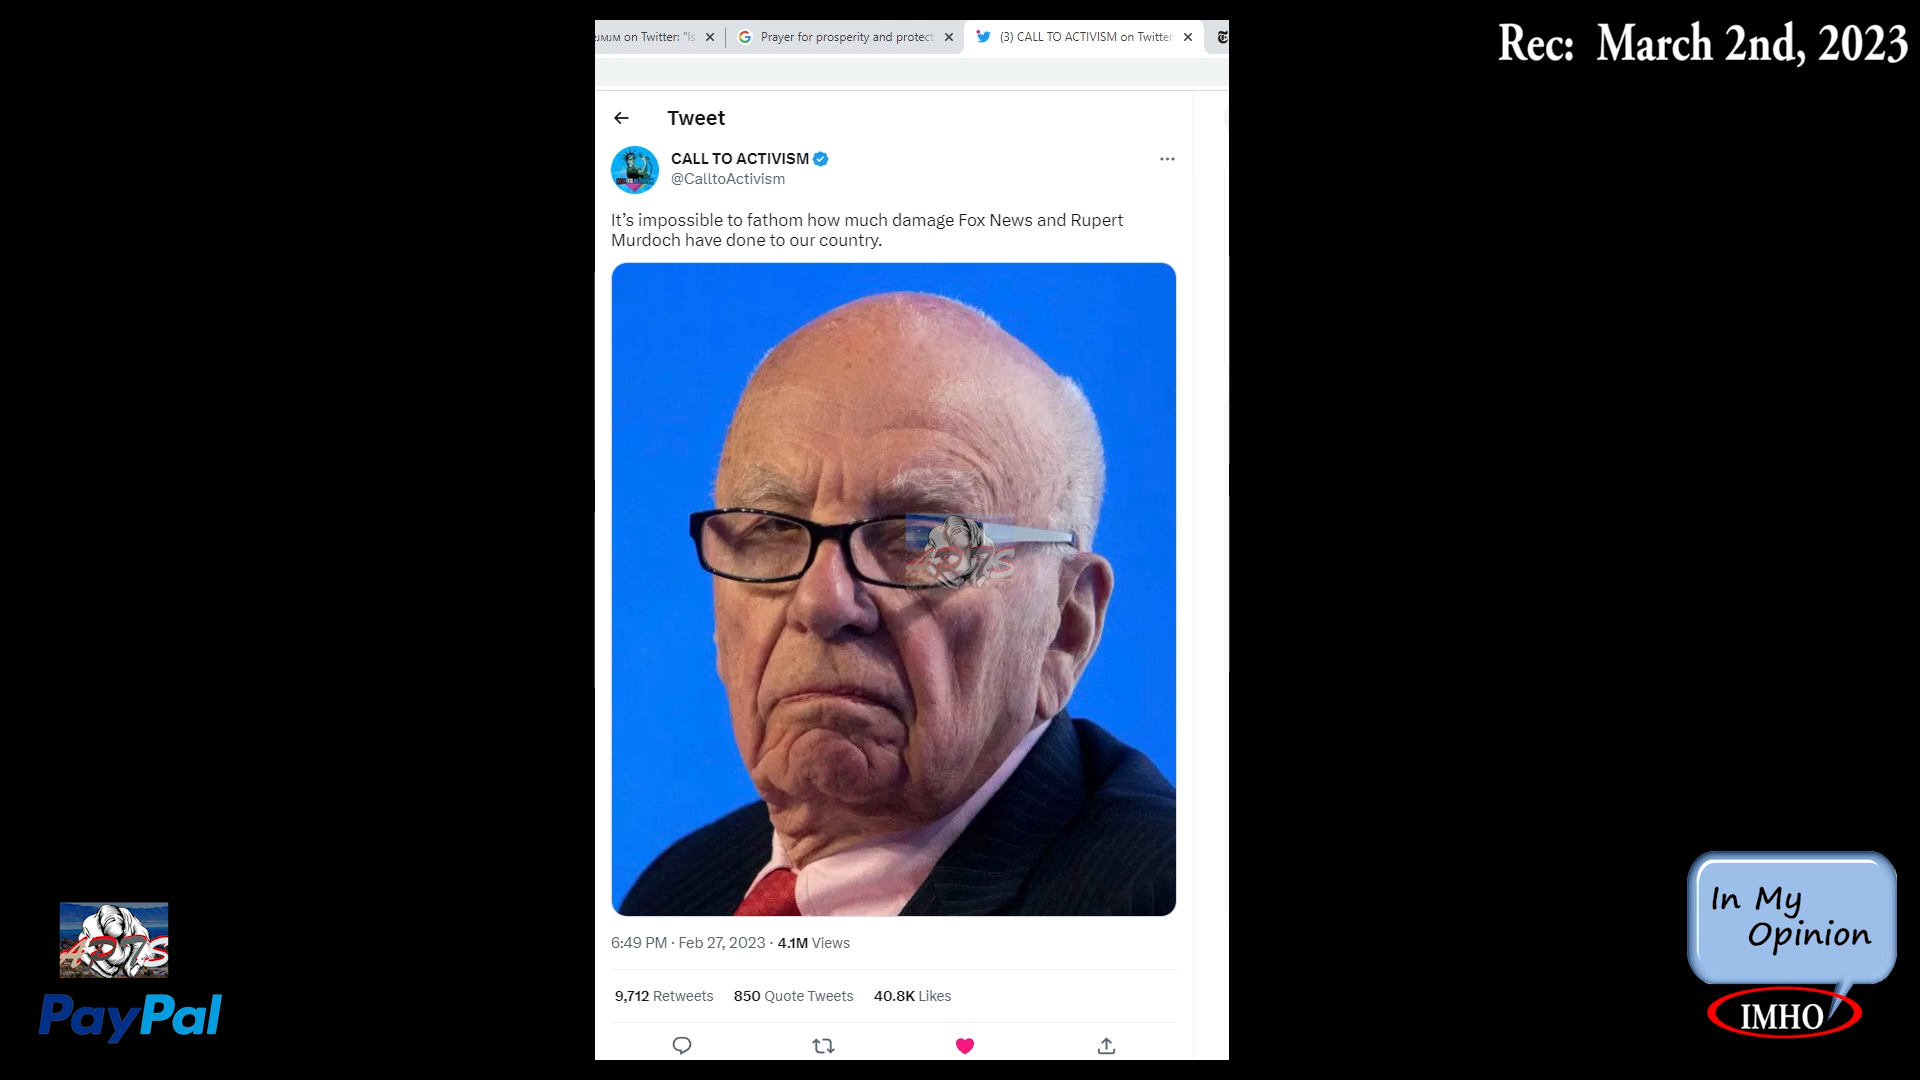 Rec: March 2nd, 2023
on Twitter: "Is
Prayer for prosperity and protect
(3) CALL TO ACTIVISM on Twitter
Tweet
CALL TO ACTIVISM
@CalltoActivism
It’s impossible to fathom how much damage Fox News and Rupert
Murdoch have done to our country.
6:49 PM · Feb 27, 2023 · 4.1M Views
9,712 Retweets 850 Quote Tweets 40.8K Likes
PayPal
In My
Opinion
IMHO